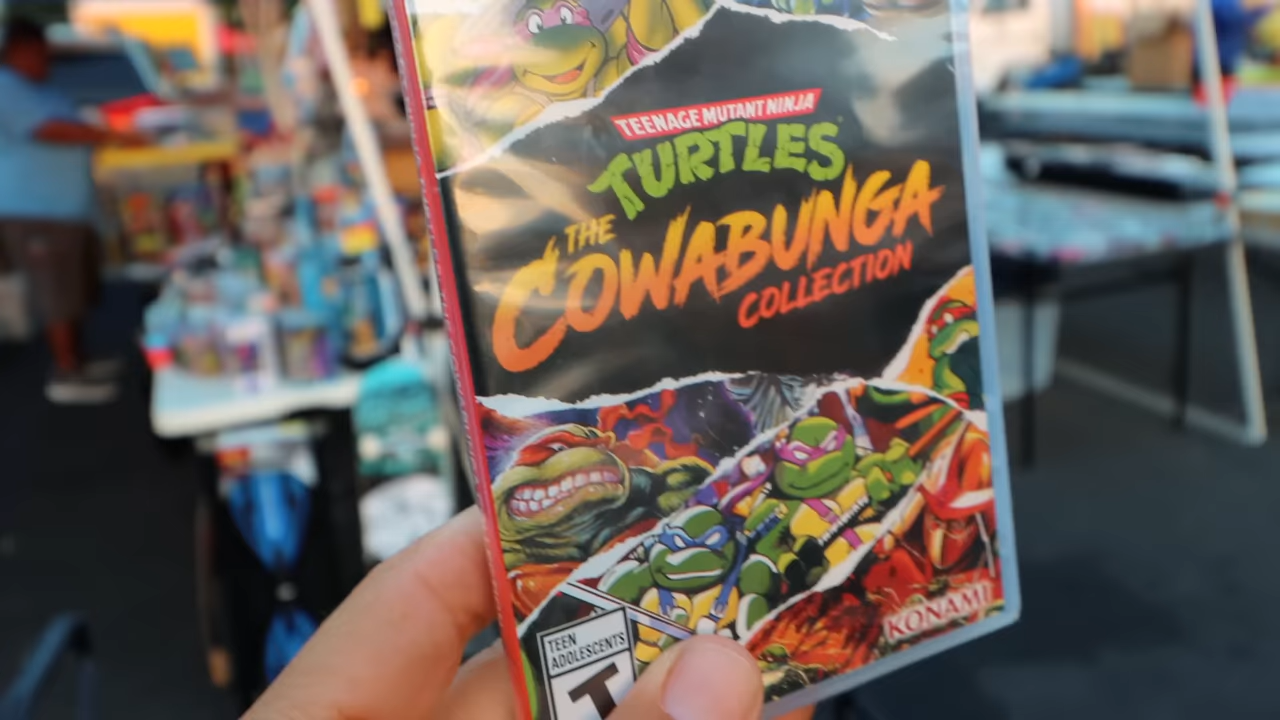 TEENAGE MUTANT NINJA
TURTLES
THE
COWABUNGA
COLLECTION
KONAMI
TEEN
ADOLESCENTS
T